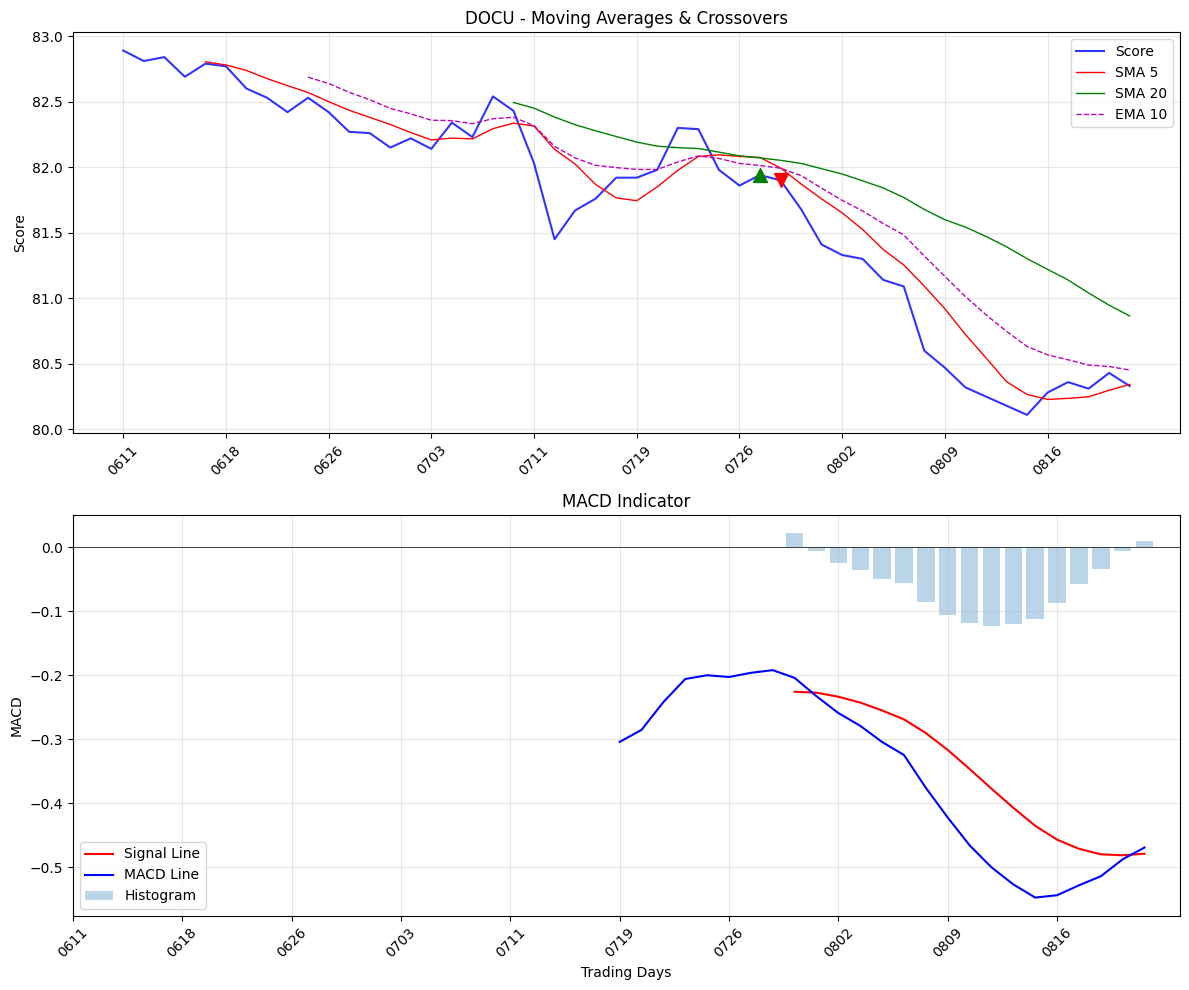 DOCU - Moving Averages & Crossovers
83.0
82.5
82.0
81.5
81.0
80.5
80.0
Score
Score
SMA 5
SMA 20
EMA 10
0611
0618
0626
0703
0711
0719
0726
0802
0809
0816
MACD Indicator
0.0
−0.1
−0.2
−0.3
−0.4
−0.5
MACD
Signal Line
MACD Line
Histogram
0611
0618
0626
0703
0711
0719
0726
0802
0809
0816
Trading Days